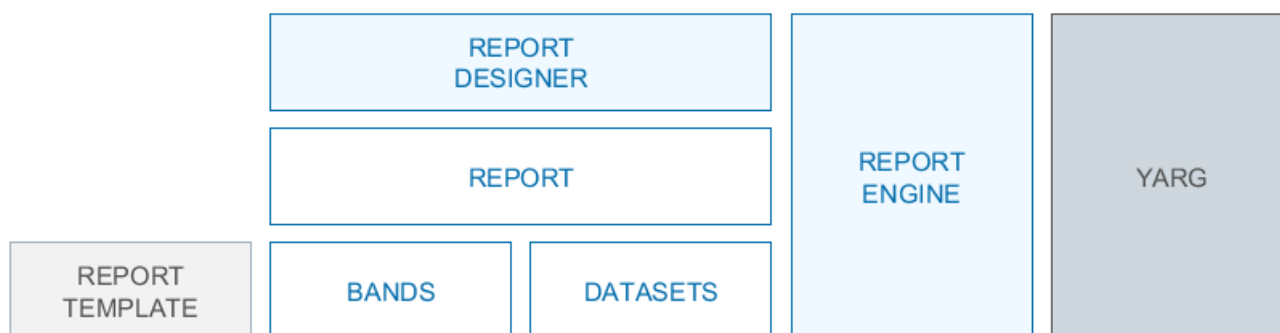 REPORT
DESIGNER
REPORT
REPORT
ENGINE
YARG
REPORT
TEMPLATE
BANDS
DATASETS